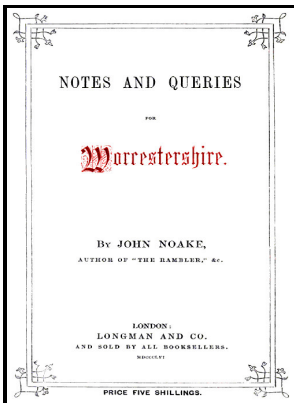 NOTES AND QUERIES
FOR
Worcestershire.
By JOHN NOAKE,
AUTHOR OF "THE RAMBLER," &c.
LONDON:
LONGMAN AND CO.
AND SOLD BY ALL BOOKSELLERS.
MDCCCLVI
PRICE FIVE SHILLINGS.